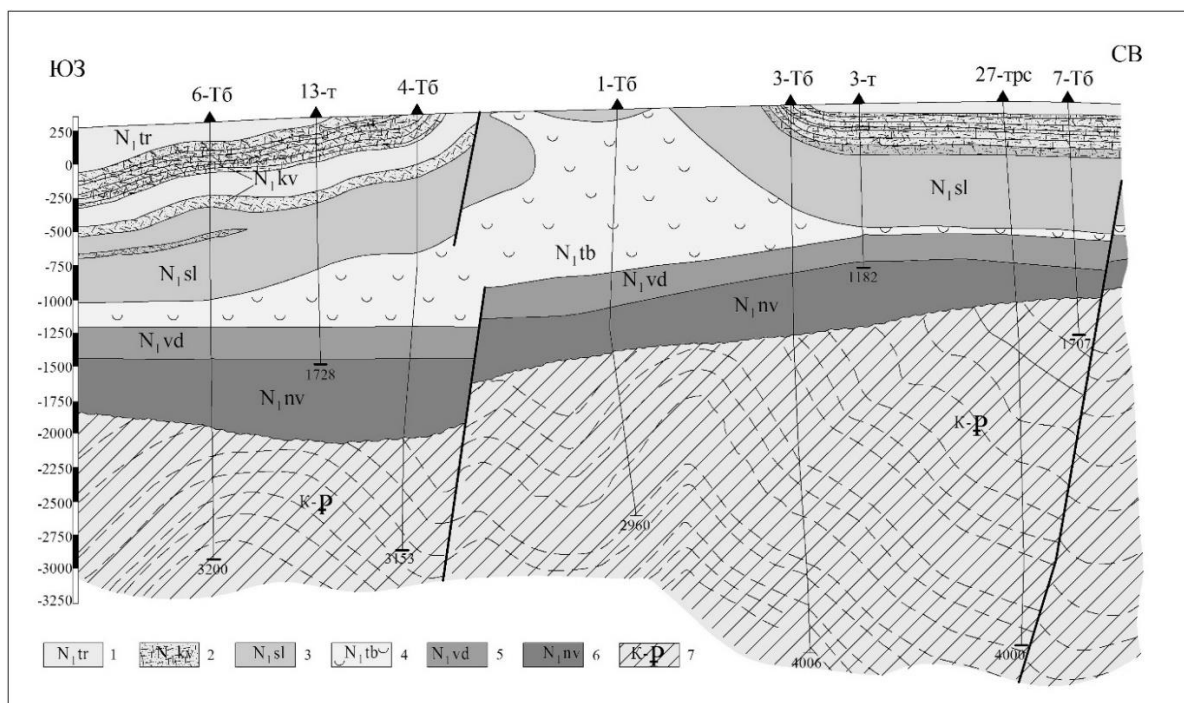 ЮЗ
СВ
6-Тб 13-т 4-Тб 1-Тб 3-Тб 3-т 27-трс 7-Тб
250
0
-250
-500
-750
-1000
-1250
-1500
-1750
-2000
-2250
-2500
-2750
-3000
-3250
N₁tr
N₁kv
N₁sl
N₁sl
N₁tb
N₁vd
N₁vd
N₁nv
N₁nv
1182
1707
1728
К-₽
К-₽
2960
3200
3153
4006
4000
N₁tr 1 N₁kv 2 N₁sl 3 N₁tb 4 N₁vd 5 N₁nv 6 К-₽ 7